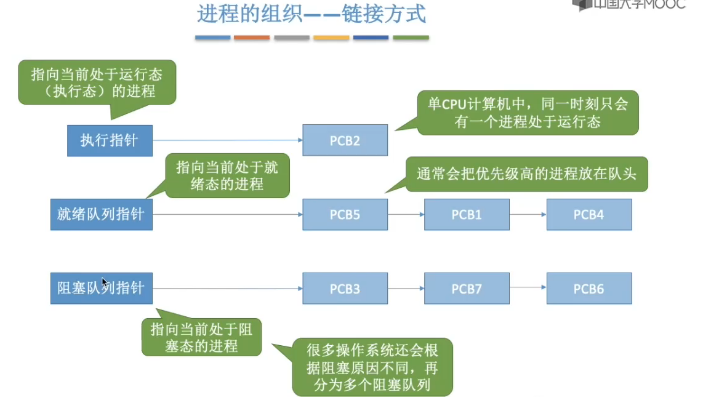 进程的组织——链接方式
中国大学MOOC
指向当前处于运行态
（执行态）的进程
单CPU计算机中，同一时刻只会
有一个进程处于运行态
执行指针
PCB2
指向当前处于就
绪态的进程
通常会把优先级高的进程放在队头
就绪队列指针
PCB5
PCB1
PCB4
阻塞队列指针
PCB3
PCB7
PCB6
指向当前处于阻
塞态的进程
很多操作系统还会根
据阻塞原因不同，再
分为多个阻塞队列